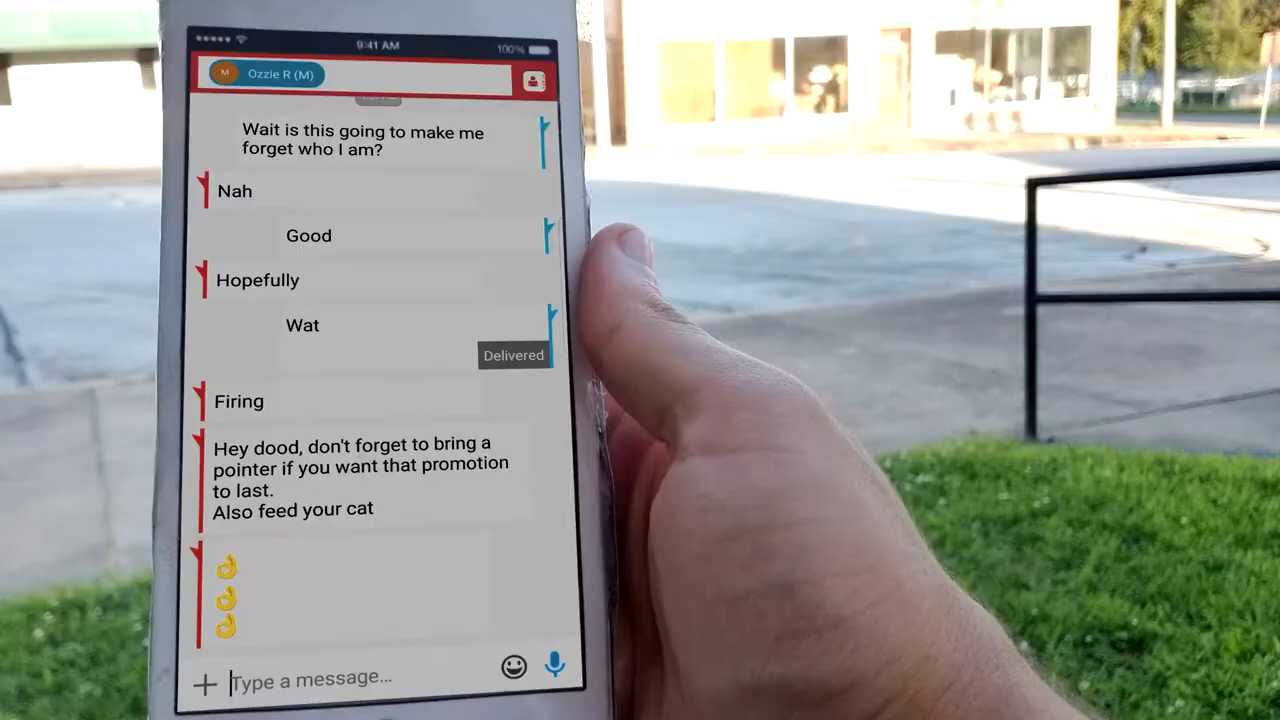 9:41 AM
100%
M
Ozzie R (M)
Wait is this going to make me
forget who I am?
Nah
Good
Hopefully
Wat
Delivered
Firing
Hey dood, don't forget to bring a
pointer if you want that promotion
to last.
Also feed your cat
👌
👌
👌
Type a message...